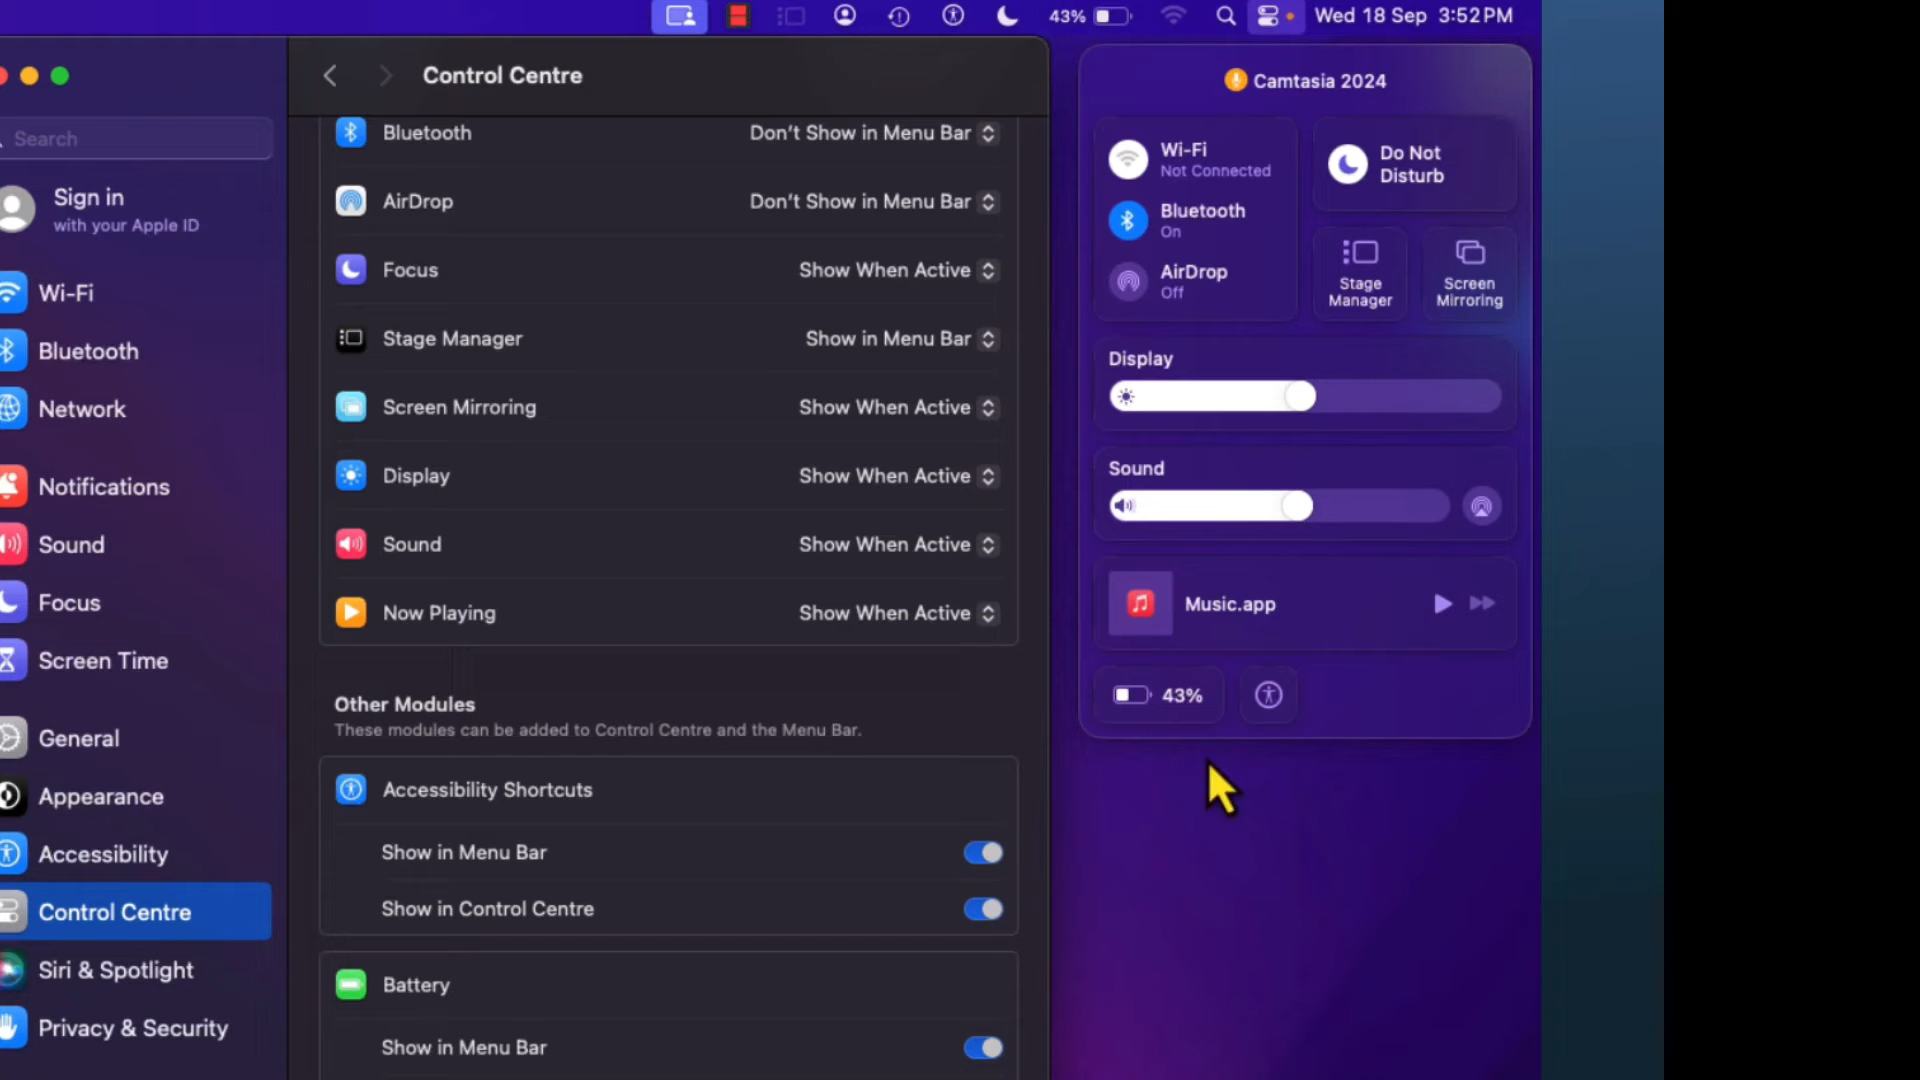 43%
Wed 18 Sep 3:52 PM
Control Centre
Search
Sign in
with your Apple ID
Wi-Fi
Bluetooth
Network
Notifications
Sound
Focus
Screen Time
General
Appearance
Accessibility
Control Centre
Siri & Spotlight
Privacy & Security
Bluetooth Don't Show in Menu Bar
AirDrop Don't Show in Menu Bar
Focus Show When Active
Stage Manager Show in Menu Bar
Screen Mirroring Show When Active
Display Show When Active
Sound Show When Active
Now Playing Show When Active
Other Modules
These modules can be added to Control Centre and the Menu Bar.
Accessibility Shortcuts
Show in Menu Bar
Show in Control Centre
Battery
Show in Menu Bar
Camtasia 2024
Wi-Fi
Not Connected
Bluetooth
On
AirDrop
Off
Do Not
Disturb
Stage
Manager
Screen
Mirroring
Display
Sound
Music.app
43%